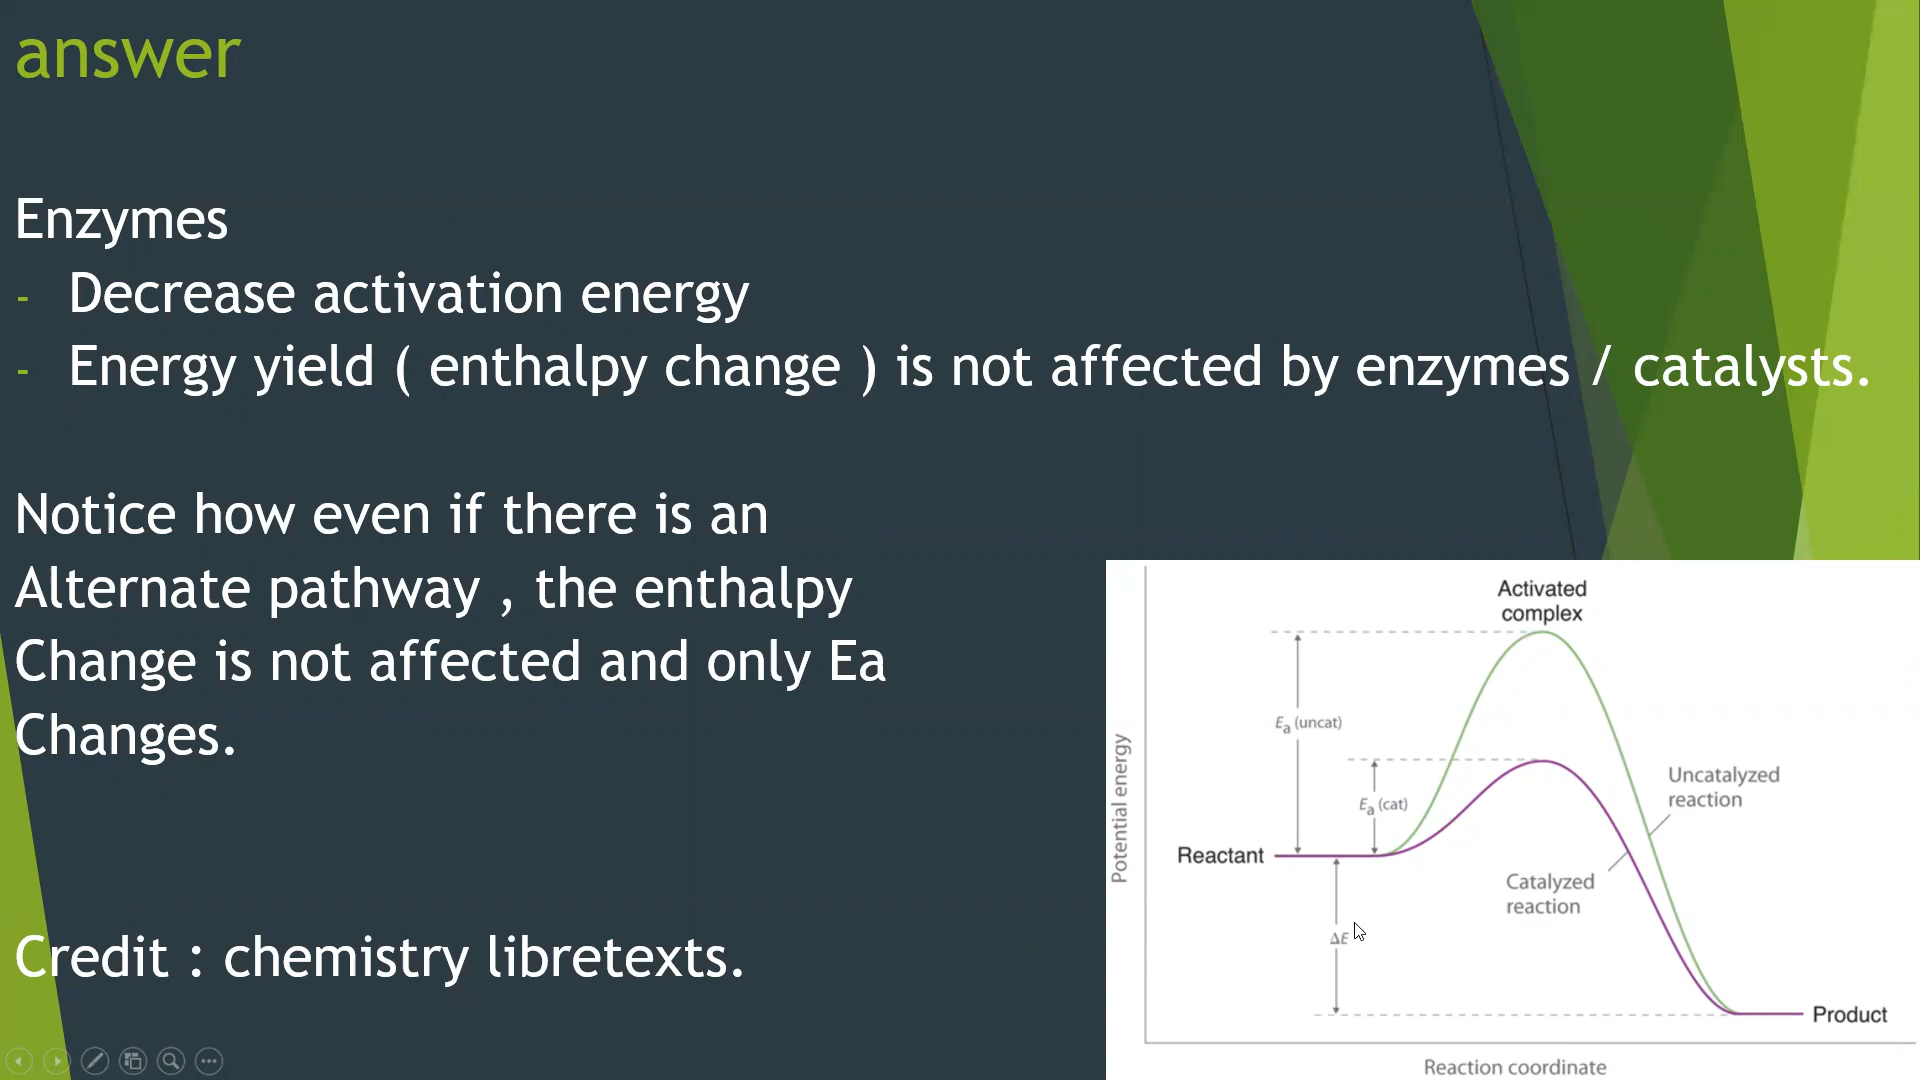 answer
Enzymes
- Decrease activation energy
- Energy yield ( enthalpy change ) is not affected by enzymes / catalysts.
Notice how even if there is an
Alternate pathway , the enthalpy
Change is not affected and only Ea
Changes.
Credit : chemistry libretexts.
Activated
complex
Ea (uncat)
Ea (cat)
Uncatalyzed
reaction
Reactant
Catalyzed
reaction
ΔE
Product
Potential energy
Reaction coordinate